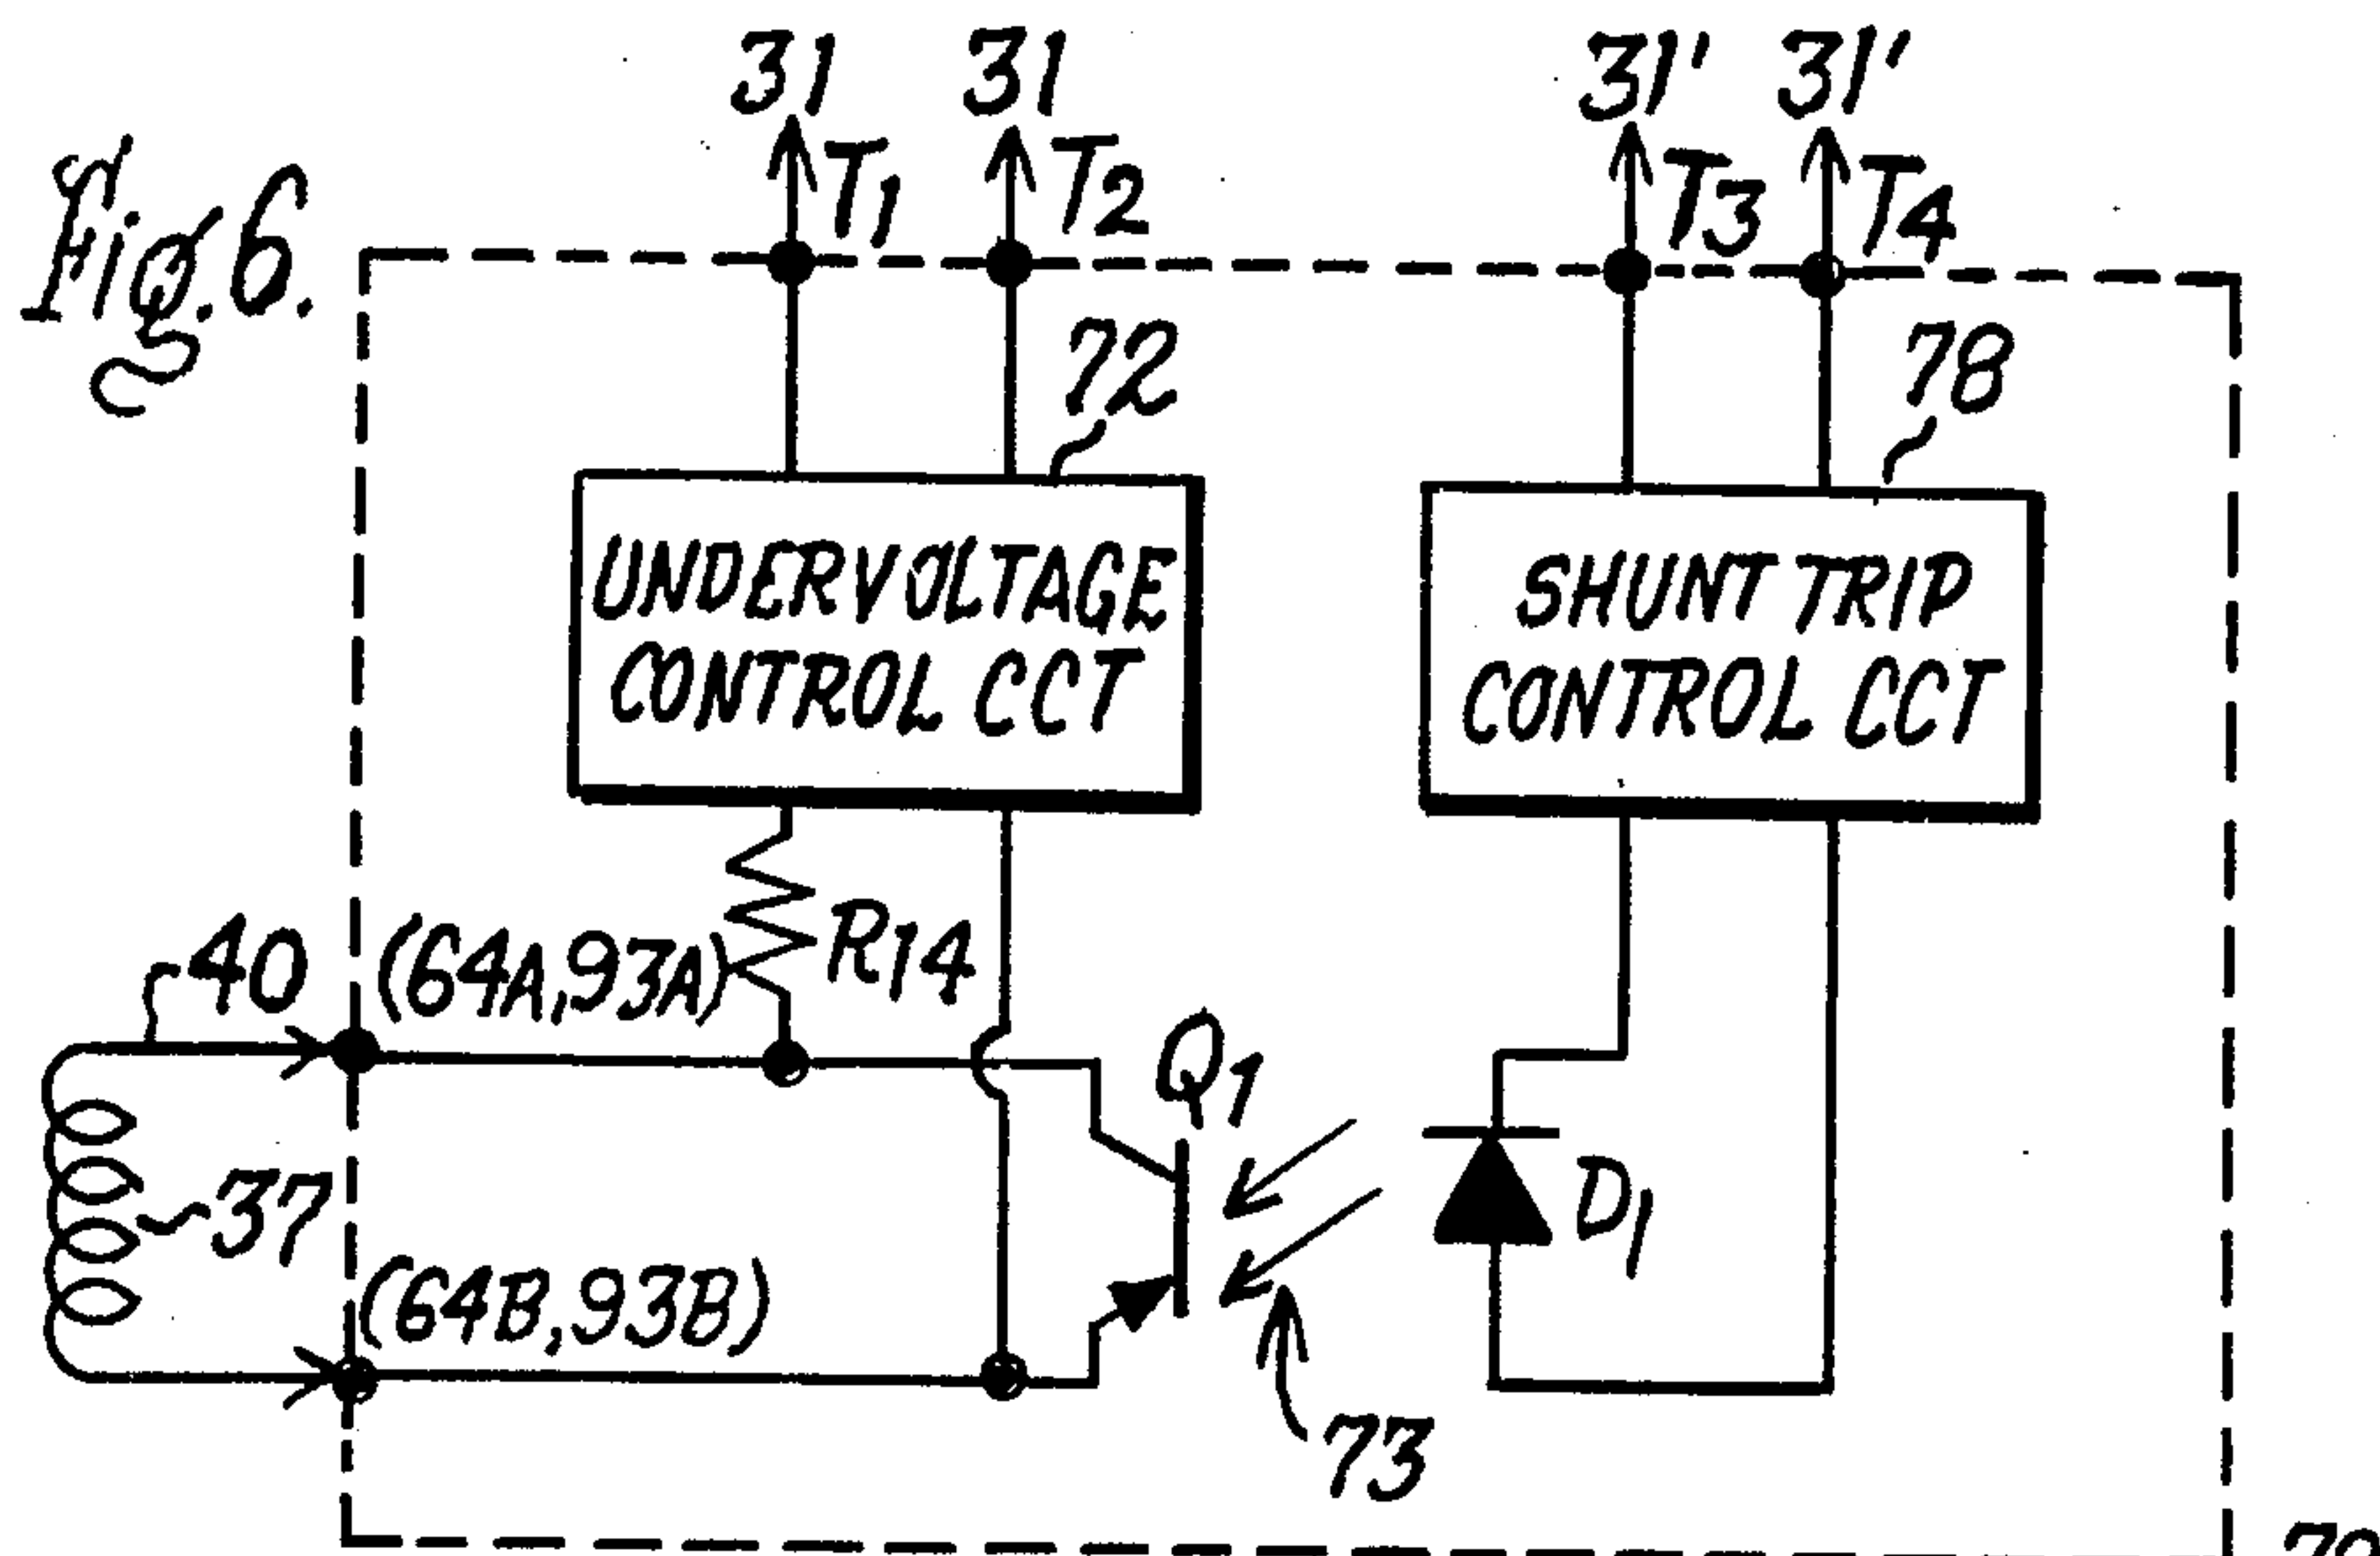 Fig. 6.
31 31 31' 31'
T1 T2 T3 T4
72 78
UNDERVOLTAGE
CONTROL CCT
SHUNT TRIP
CONTROL CCT
R14
40 (64A,93A)
Q1
37
D1
(64B,93B)
73